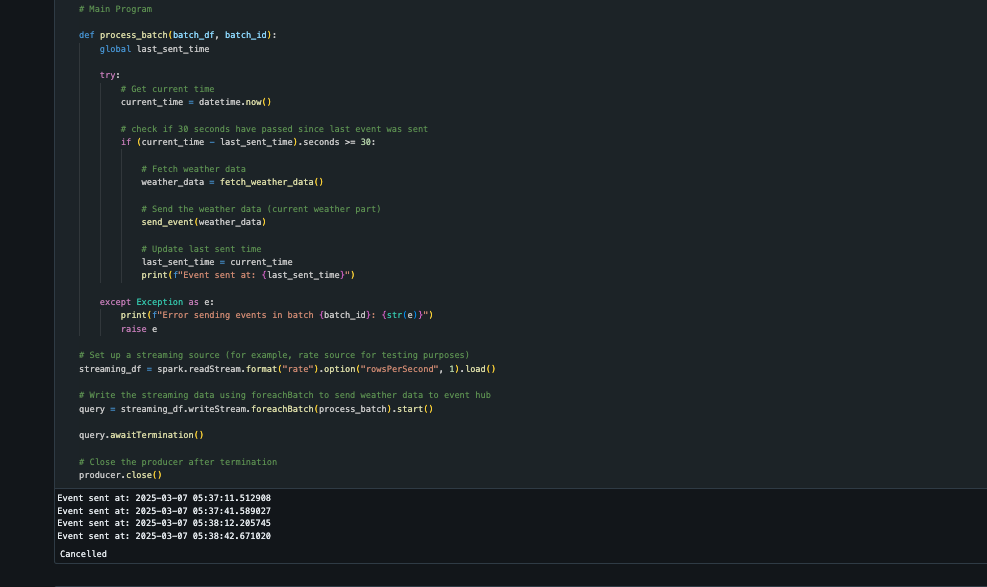 # Main Program
def process_batch(batch_df, batch_id):
global last_sent_time
try:
# Get current time
current_time = datetime.now()
# check if 30 seconds have passed since last event was sent
if (current_time - last_sent_time).seconds >= 30:
# Fetch weather data
weather_data = fetch_weather_data()
# Send the weather data (current weather part)
send_event(weather_data)
# Update last sent time
last_sent_time = current_time
print(f"Event sent at: {last_sent_time}")
except Exception as e:
print(f"Error sending events in batch {batch_id}: {str(e)}")
raise e
# Set up a streaming source (for example, rate source for testing purposes)
streaming_df = spark.readStream.format("rate").option("rowsPerSecond", 1).load()
# Write the streaming data using foreachBatch to send weather data to event hub
query = streaming_df.writeStream.foreachBatch(process_batch).start()
query.awaitTermination()
# Close the producer after termination
producer.close()
Event sent at: 2025-03-07 05:37:11.512908
Event sent at: 2025-03-07 05:37:41.589027
Event sent at: 2025-03-07 05:38:12.205745
Event sent at: 2025-03-07 05:38:42.671020
Cancelled